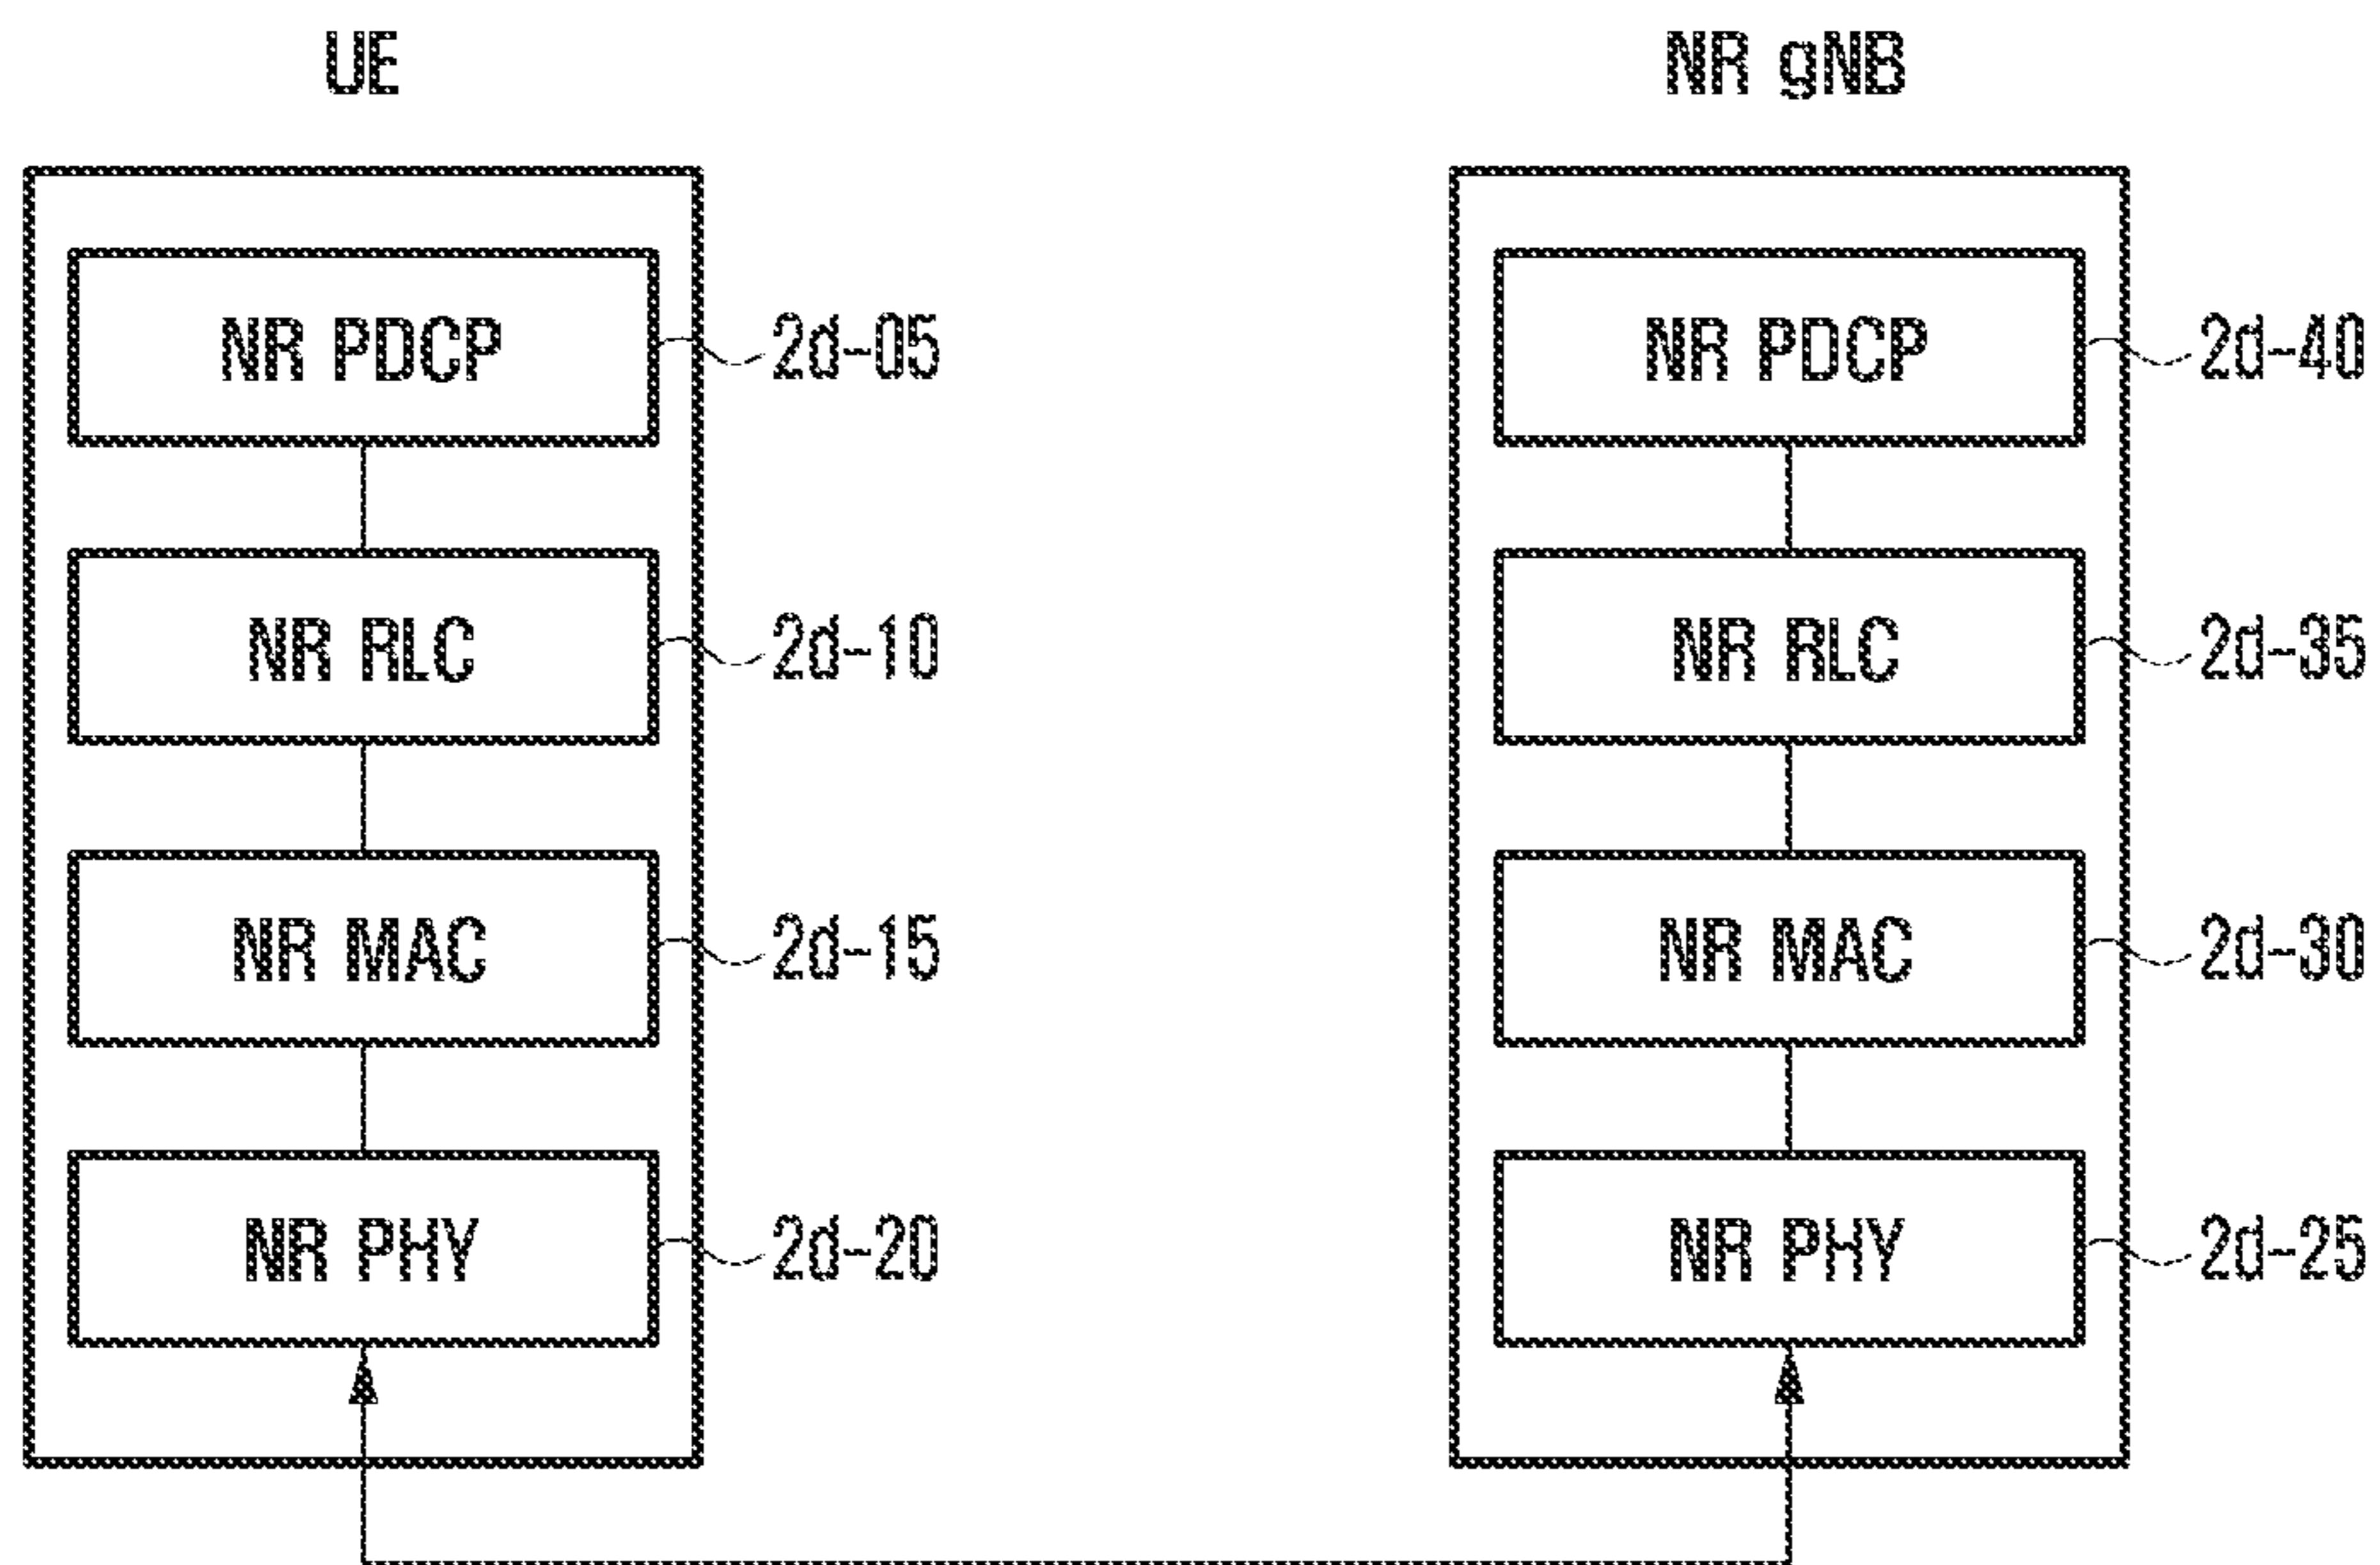 UE
NR gNB
NR PDCP
2d-05
NR PDCP
2d-40
NR RLC
2d-10
NR RLC
2d-35
NR MAC
2d-15
NR MAC
2d-30
NR PHY
2d-20
NR PHY
2d-25